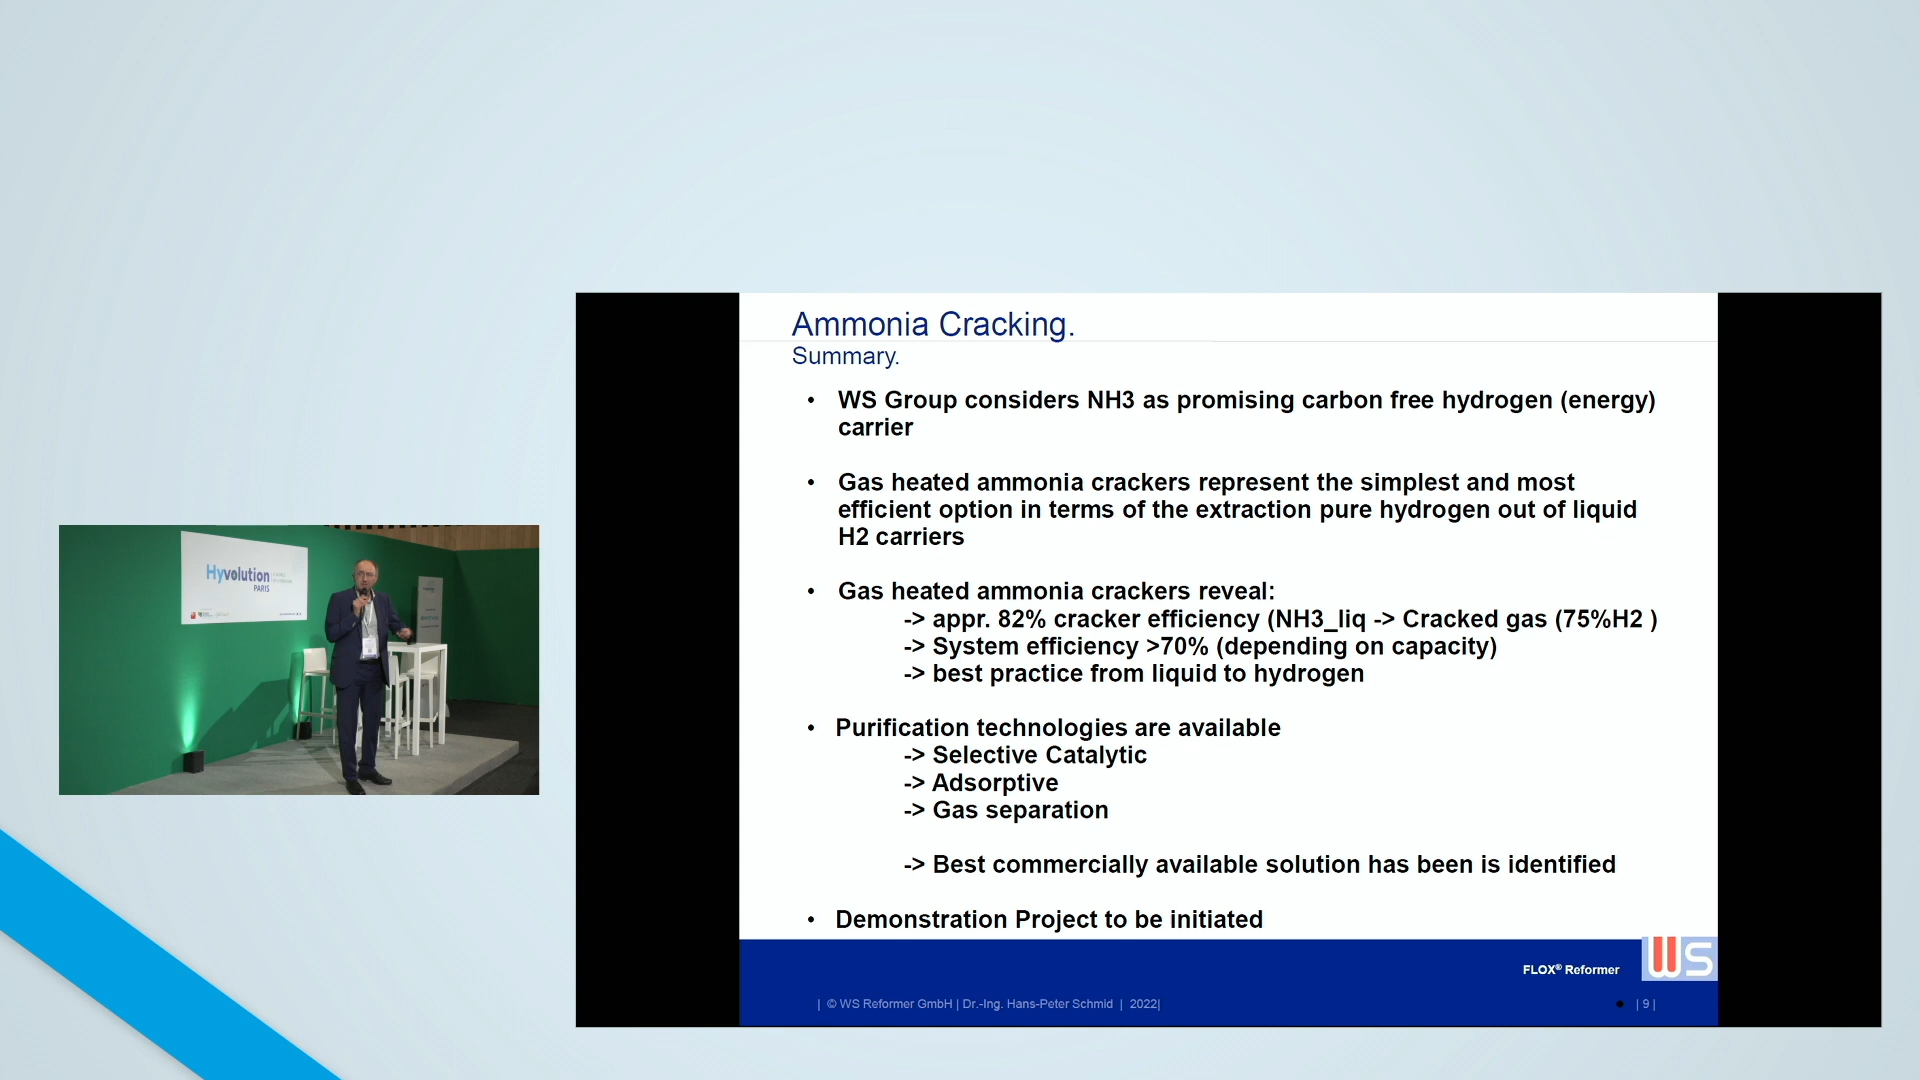 Hyvolution
PARIS
Ammonia Cracking.
Summary.
• WS Group considers NH3 as promising carbon free hydrogen (energy)
carrier
• Gas heated ammonia crackers represent the simplest and most
efficient option in terms of the extraction pure hydrogen out of liquid
H2 carriers
• Gas heated ammonia crackers reveal:
-> appr. 82% cracker efficiency (NH3_liq -> Cracked gas (75%H2 )
-> System efficiency >70% (depending on capacity)
-> best practice from liquid to hydrogen
• Purification technologies are available
-> Selective Catalytic
-> Adsorptive
-> Gas separation
-> Best commercially available solution has been is identified
• Demonstration Project to be initiated
FLOX® Reformer
WS
| © WS Reformer GmbH | Dr.-Ing. Hans-Peter Schmid | 2022|
• | 9 |